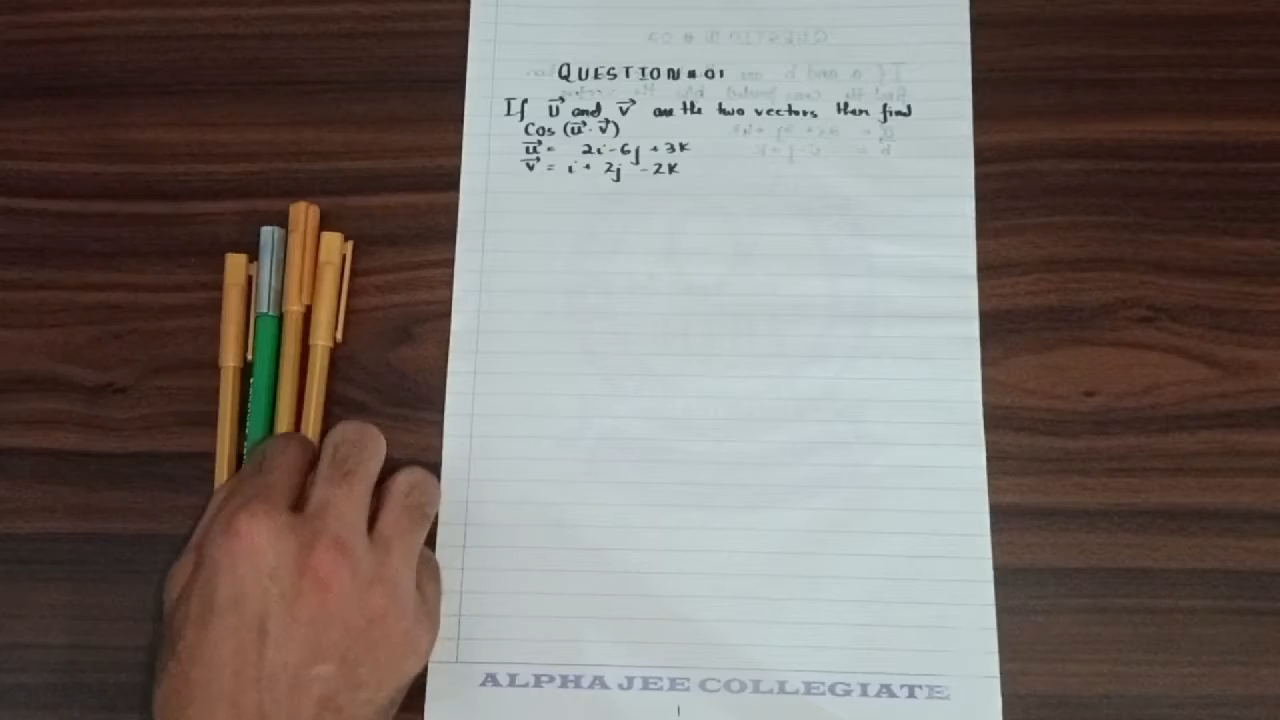 QUESTION # 01
If u⃗ and v⃗ are the two vectors then find
Cos (u⃗ · v⃗)
u⃗ = 2i - 6j + 3k
v⃗ = i + 2j - 2k
ALPHA JEE COLLEGIATE
1